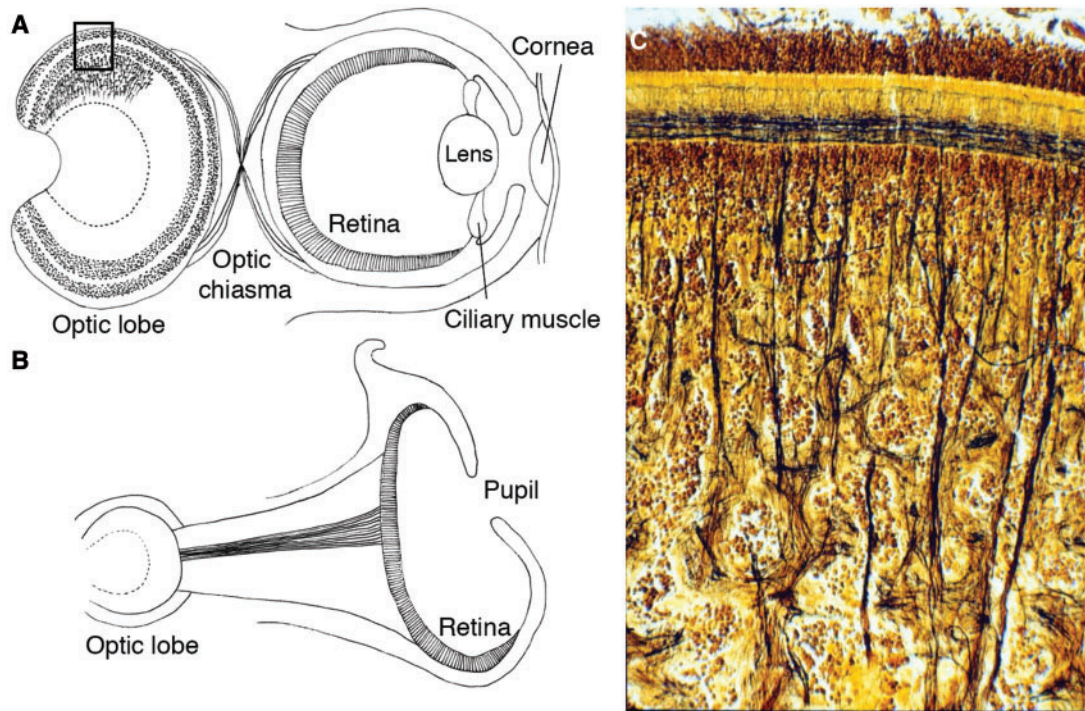 A
Cornea
Lens
Retina
Optic
chiasma
Optic lobe
Ciliary muscle
B
Pupil
Retina
Optic lobe
C